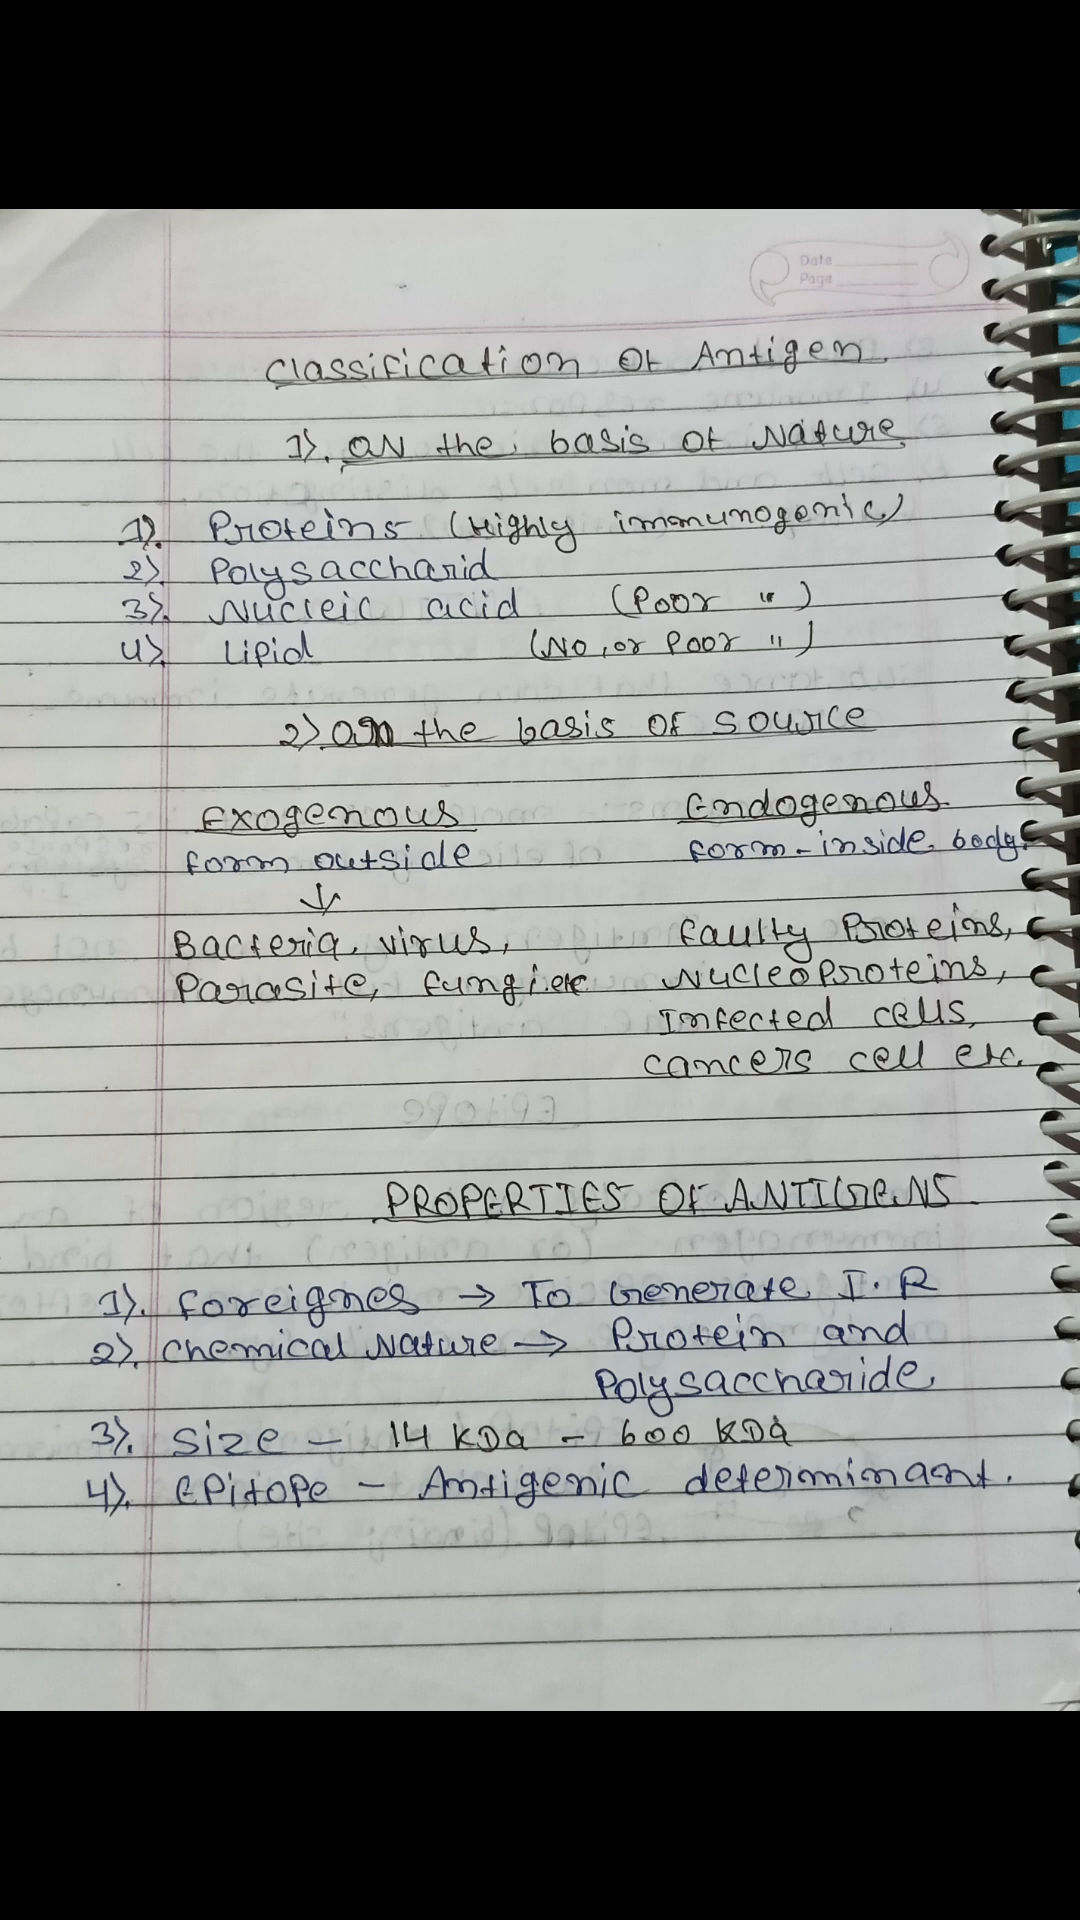 Date
Page
Classification of Antigen.
1). ON the basis of Nature
1). Proteins (Highly immunogenic)
2). Polysaccharid
3). Nucleic acid (Poor " )
4). Lipid (No, or Poor " )
2) on the basis of source
Exogenous Endogenous
form outside form - inside body.
↓
Bacteria, virus, faulty Proteins,
Parasite, fungi etc Nucleoproteins,
Infected cells,
cancers cell etc.
PROPERTIES OF ANTIGENS
1). foreignes → To Generate I.R
2). chemical Nature → Protein and
Polysaccharide,
3). size - 14 KDa - 600 KDa
4). EPitoPe - Antigenic determinant.